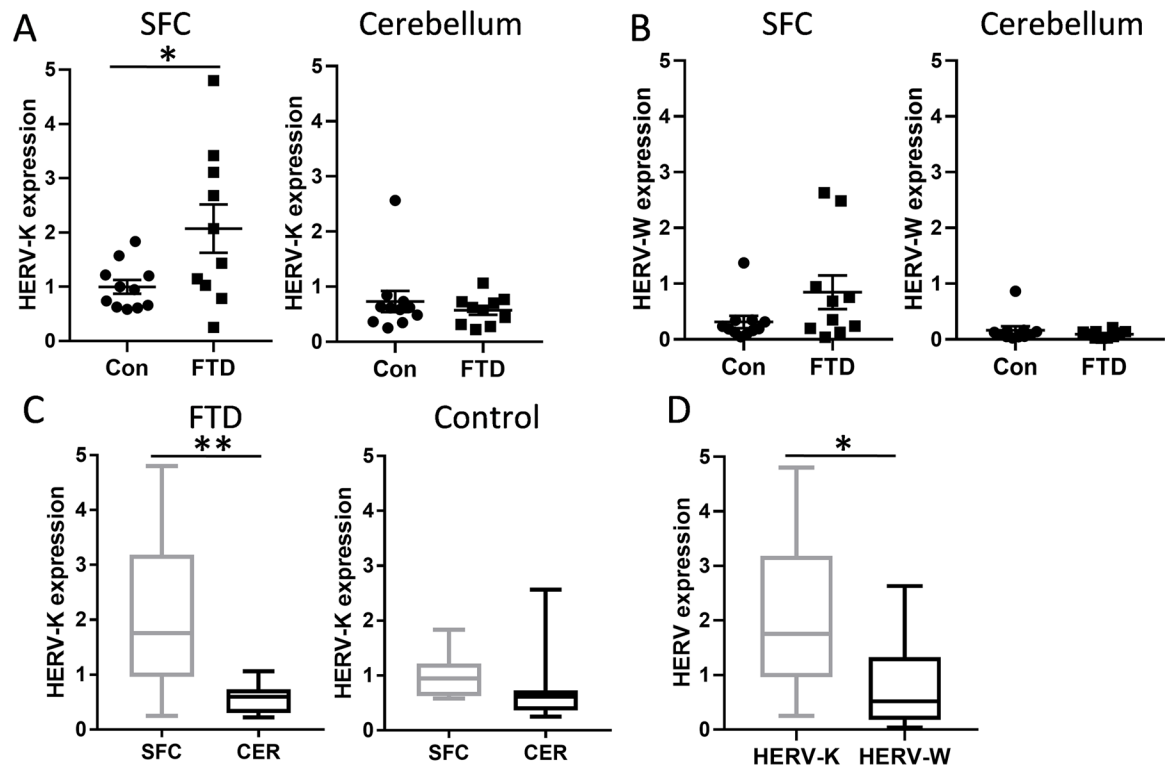 A
SFC
*
HERV-K expression
5
4
3
2
1
0
Con
FTD
Cerebellum
HERV-K expression
5
4
3
2
1
0
Con
FTD
B
SFC
HERV-W expression
5
4
3
2
1
0
Con
FTD
Cerebellum
HERV-W expression
5
4
3
2
1
0
Con
FTD
C
FTD
**
HERV-K expression
5
4
3
2
1
0
SFC
CER
Control
HERV-K expression
5
4
3
2
1
0
SFC
CER
D
*
HERV expression
5
4
3
2
1
0
HERV-K
HERV-W